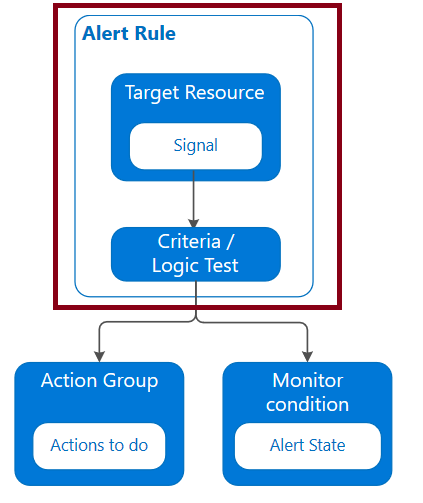 Alert Rule
Target Resource
Signal
Criteria /
Logic Test
Action Group
Actions to do
Monitor
condition
Alert State